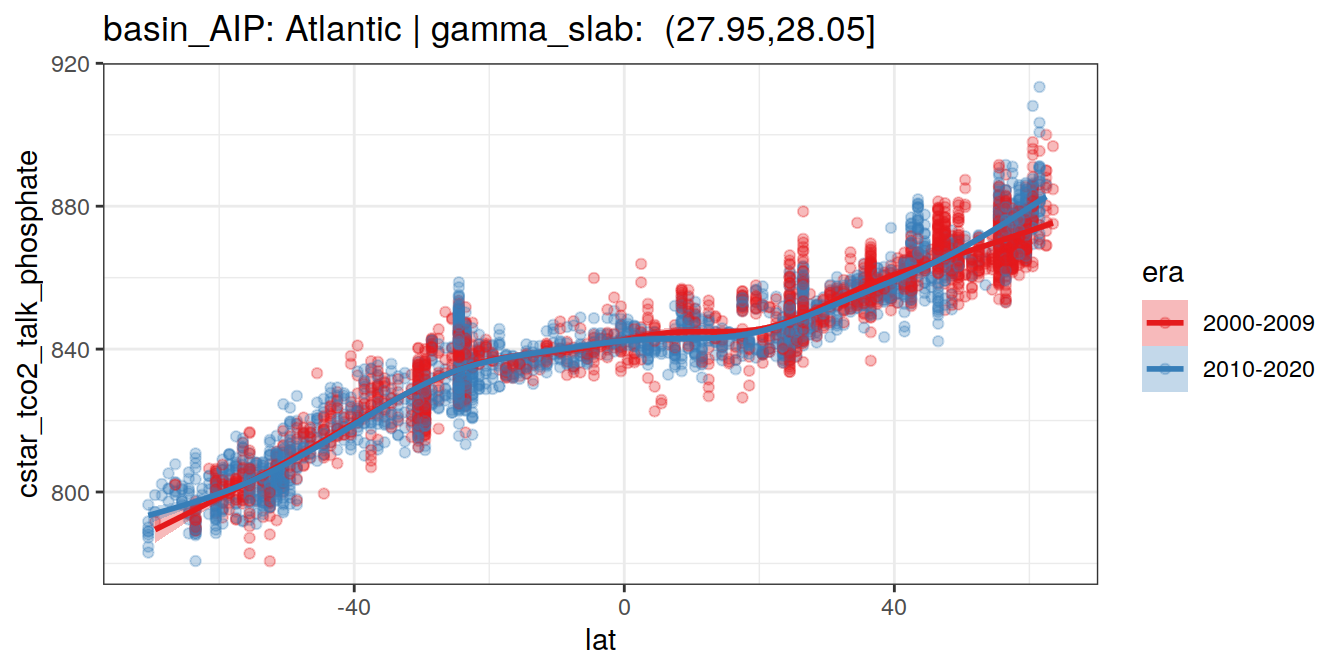 basin_AIP: Atlantic | gamma_slab:  (27.95,28.05]
cstar_tco2_talk_phosphate
920
880
840
800
-40
0
40
lat
era
2000-2009
2010-2020